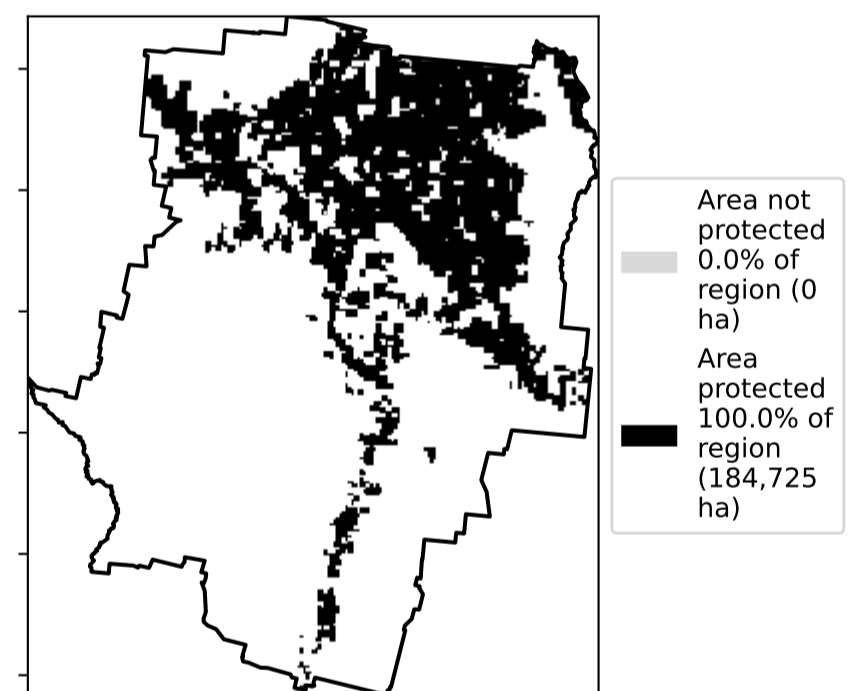 Area not
protected
0.0% of
region (0
ha)
Area
protected
100.0% of
region
(184,725
ha)